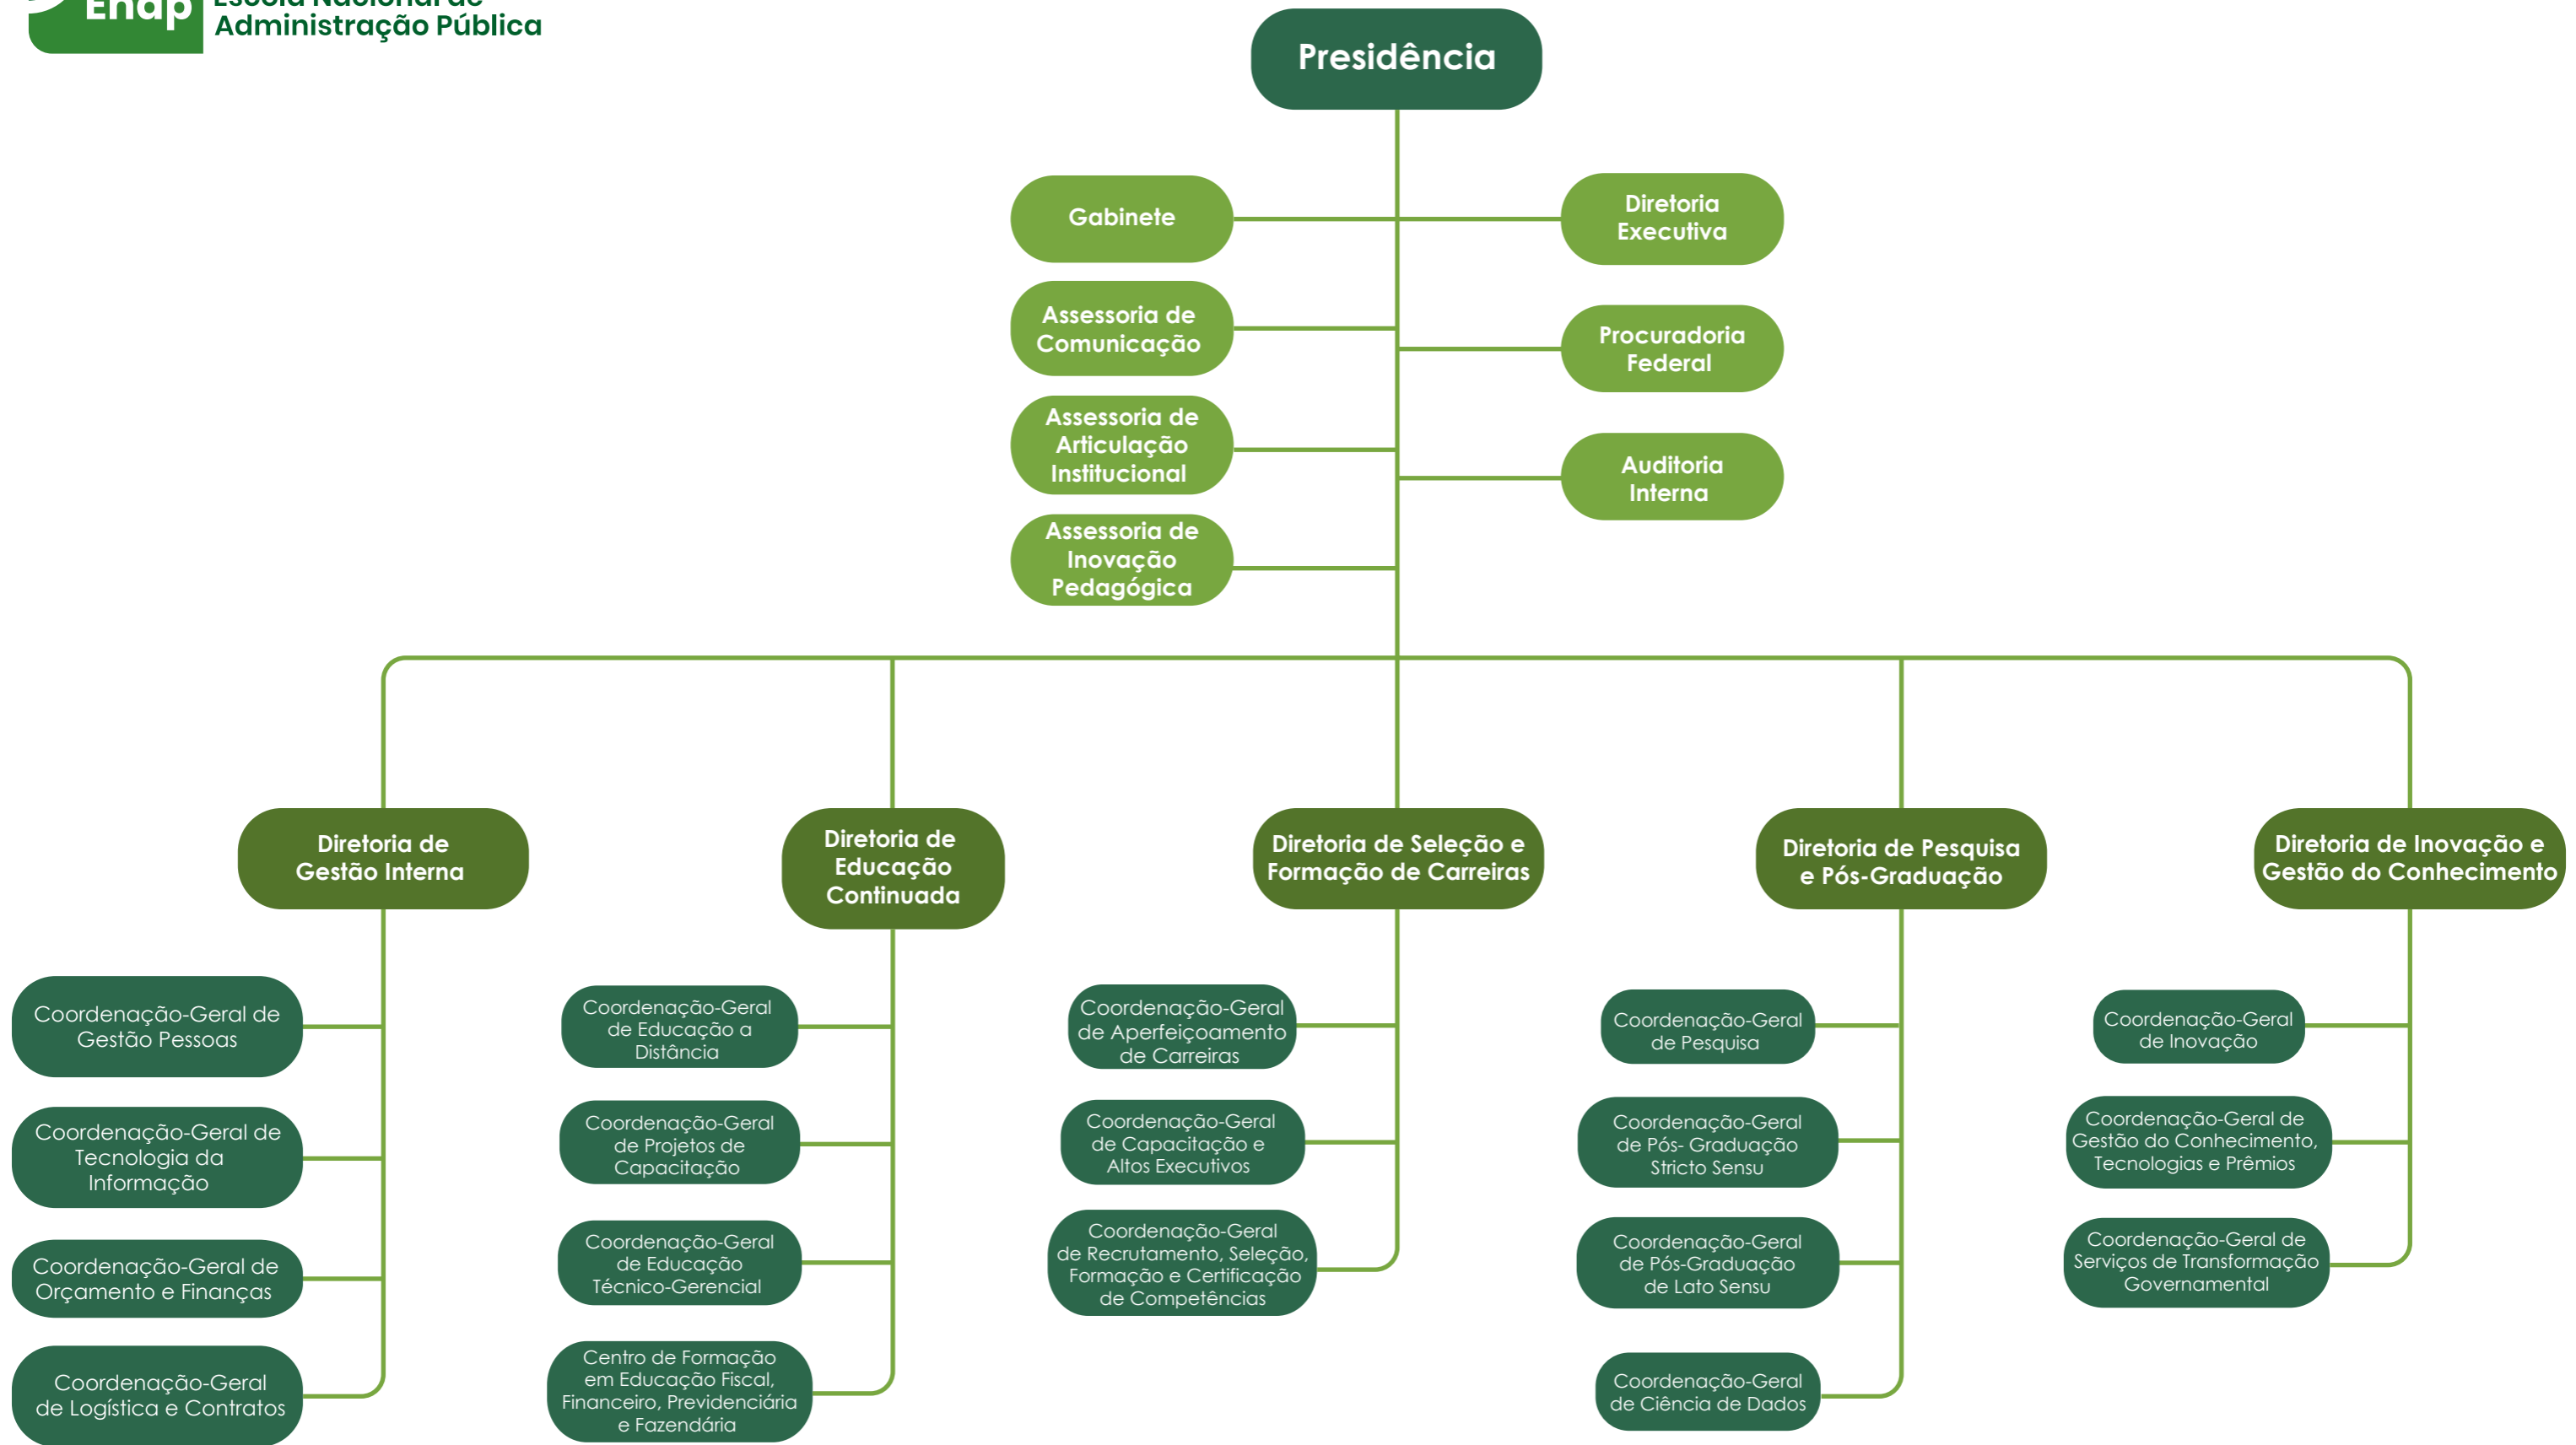 Enap
Escola Nacional de
Administração Pública
Presidência
Gabinete
Diretoria
Executiva
Assessoria de
Comunicação
Procuradoria
Federal
Assessoria de
Articulação
Institucional
Auditoria
Interna
Assessoria de
Inovação
Pedagógica
Diretoria de
Gestão Interna
Diretoria de
Educação
Continuada
Diretoria de Seleção e
Formação de Carreiras
Diretoria de Pesquisa
e Pós-Graduação
Diretoria de Inovação e
Gestão do Conhecimento
Coordenação-Geral de
Gestão Pessoas
Coordenação-Geral de
Tecnologia da
Informação
Coordenação-Geral de
Orçamento e Finanças
Coordenação-Geral
de Logística e Contratos
Coordenação-Geral
de Educação a
Distância
Coordenação-Geral
de Projetos de
Capacitação
Coordenação-Geral
de Educação
Técnico-Gerencial
Centro de Formação
em Educação Fiscal,
Financeiro, Previdenciária
e Fazendária
Coordenação-Geral
de Aperfeiçoamento
de Carreiras
Coordenação-Geral
de Capacitação e
Altos Executivos
Coordenação-Geral
de Recrutamento, Seleção,
Formação e Certificação
de Competências
Coordenação-Geral
de Pesquisa
Coordenação-Geral
de Pós- Graduação
Stricto Sensu
Coordenação-Geral
de Pós-Graduação
de Lato Sensu
Coordenação-Geral
de Ciência de Dados
Coordenação-Geral
de Inovação
Coordenação-Geral de
Gestão do Conhecimento,
Tecnologias e Prêmios
Coordenação-Geral de
Serviços de Transformação
Governamental